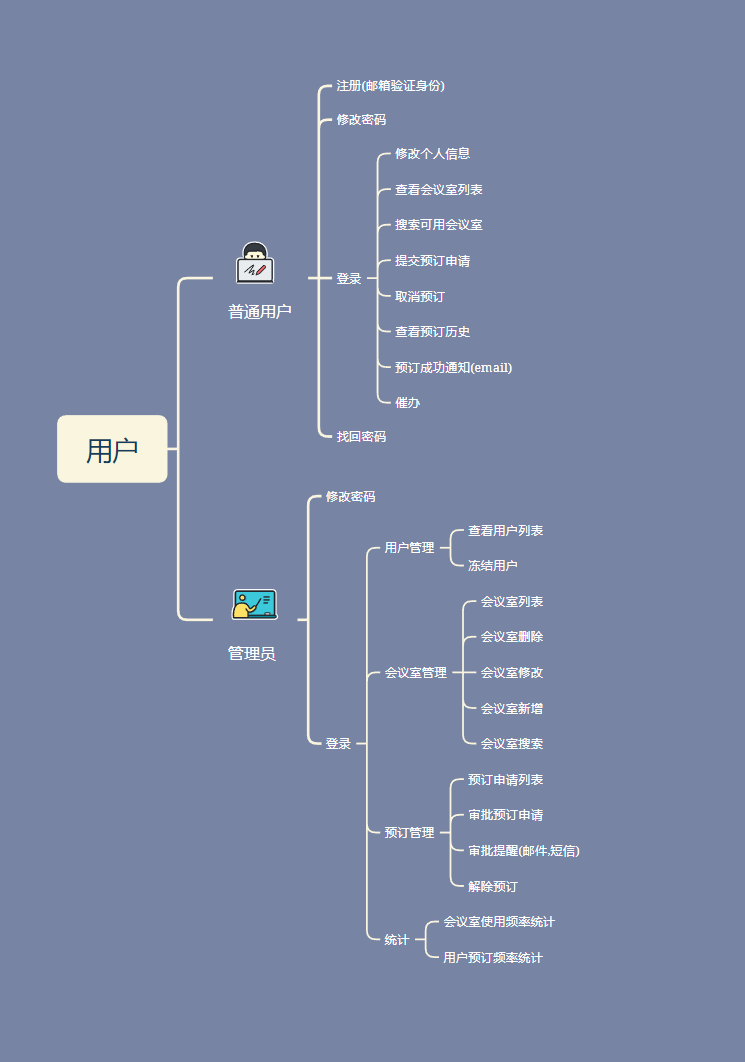 用户
普通用户
注册(邮箱验证身份)
修改密码
登录
修改个人信息
查看会议室列表
搜索可用会议室
提交预订申请
取消预订
查看预订历史
预订成功通知(email)
催办
找回密码
管理员
修改密码
登录
用户管理
查看用户列表
冻结用户
会议室管理
会议室列表
会议室删除
会议室修改
会议室新增
会议室搜索
预订管理
预订申请列表
审批预订申请
审批提醒(邮件,短信)
解除预订
统计
会议室使用频率统计
用户预订频率统计